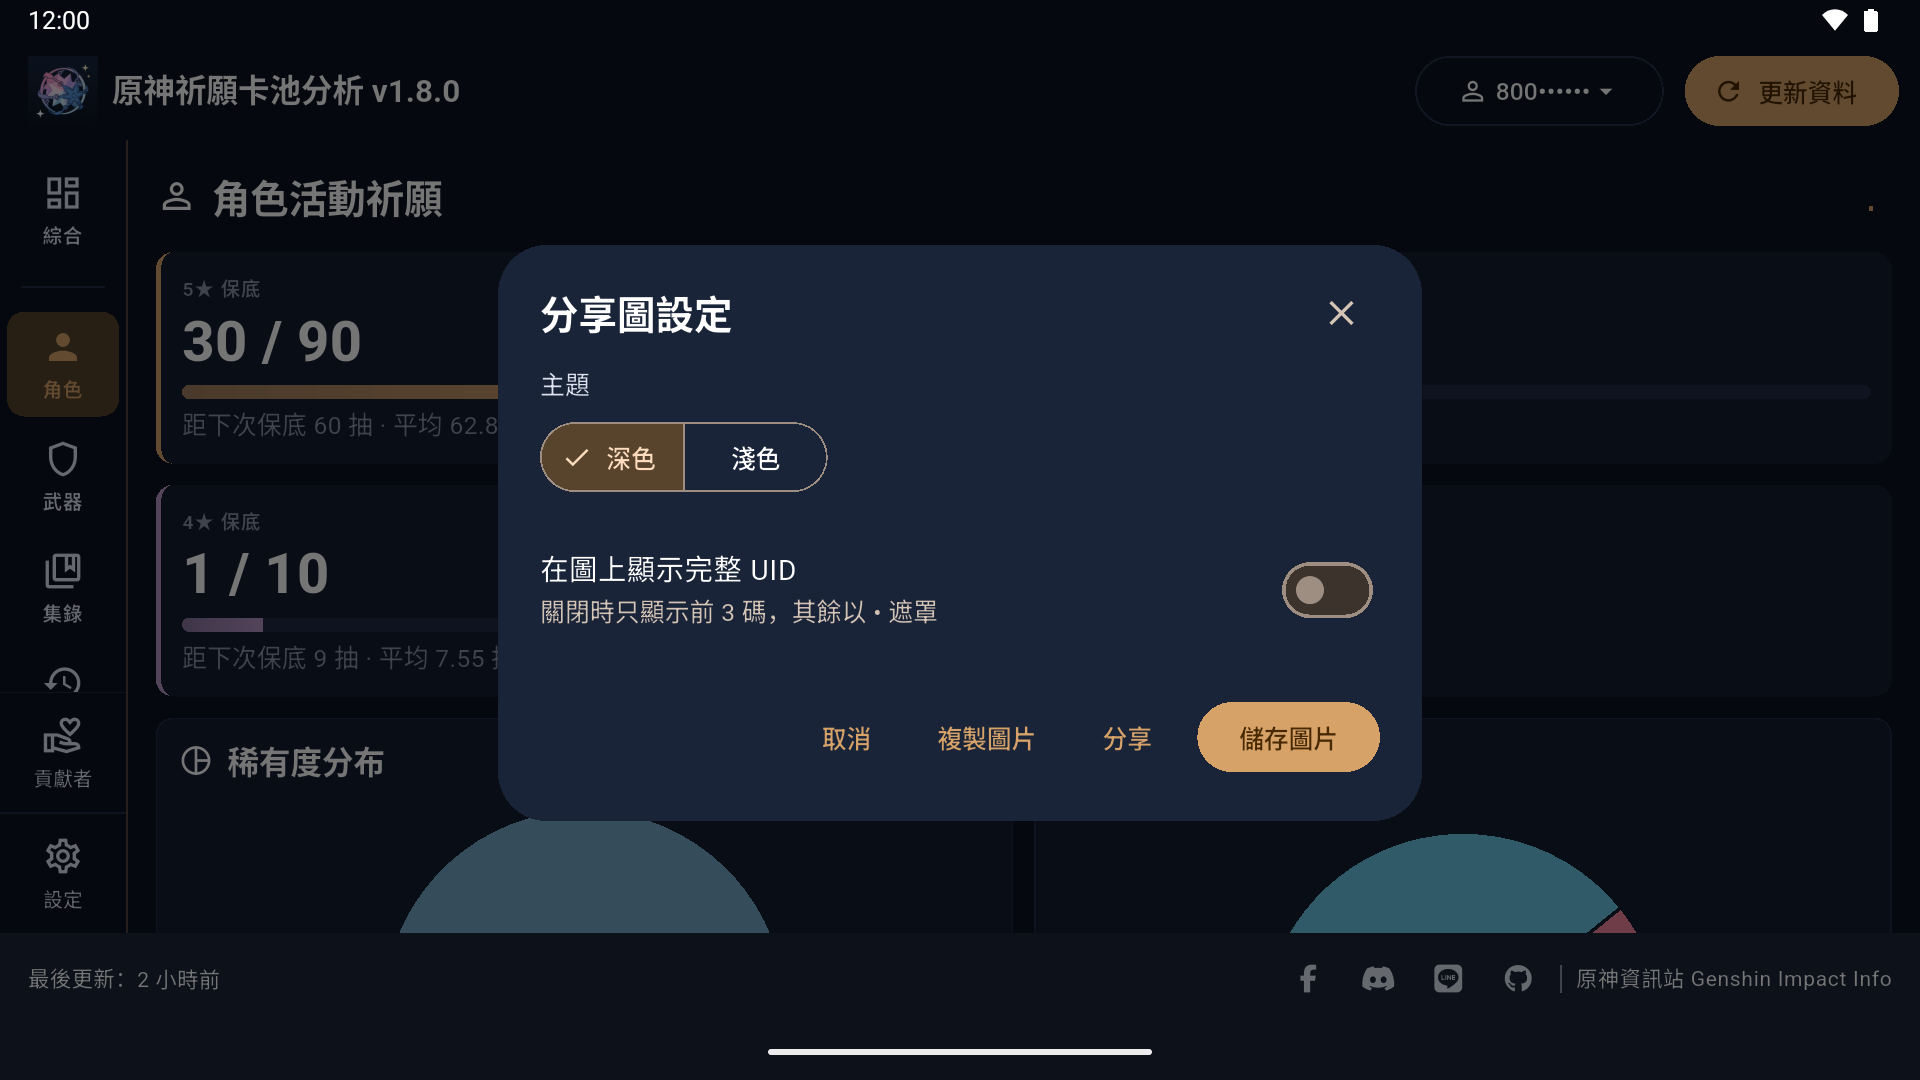 12:00
原神祈願卡池分析 v1.8.0
800••••••
更新資料
綜合
角色
武器
集錄
貢獻者
設定
角色活動祈願
5★ 保底
30 / 90
距下次保底 60 抽 · 平均 62.8
4★ 保底
1 / 10
距下次保底 9 抽 · 平均 7.55
稀有度分布
分享圖設定
主題
深色
淺色
在圖上顯示完整 UID
關閉時只顯示前 3 碼，其餘以 • 遮罩
取消
複製圖片
分享
儲存圖片
最後更新：2 小時前
LINE
原神資訊站 Genshin Impact Info